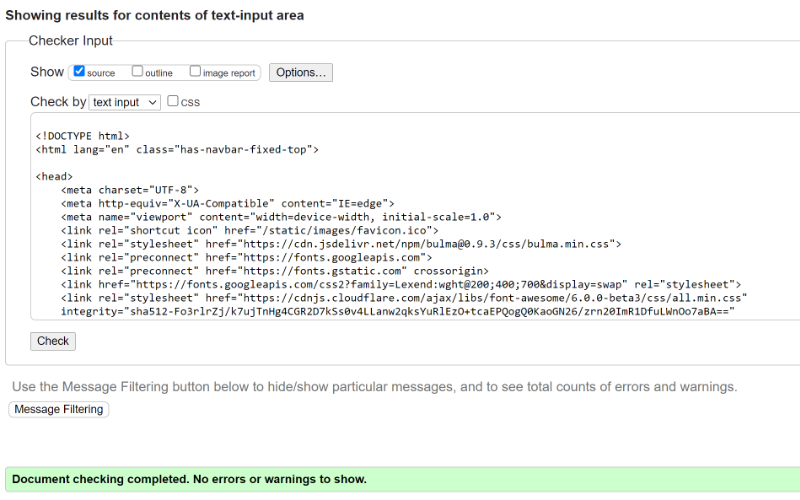 Showing results for contents of text-input area
Checker Input
Show source outline image report Options...
Check by text input css
<!DOCTYPE html>
<html lang="en" class="has-navbar-fixed-top">
<head>
<meta charset="UTF-8">
<meta http-equiv="X-UA-Compatible" content="IE=edge">
<meta name="viewport" content="width=device-width, initial-scale=1.0">
<link rel="shortcut icon" href="/static/images/favicon.ico">
<link rel="stylesheet" href="https://cdn.jsdelivr.net/npm/bulma@0.9.3/css/bulma.min.css">
<link rel="preconnect" href="https://fonts.googleapis.com">
<link rel="preconnect" href="https://fonts.gstatic.com" crossorigin>
<link href="https://fonts.googleapis.com/css2?family=Lexend:wght@200;400;700&display=swap" rel="stylesheet">
<link rel="stylesheet" href="https://cdnjs.cloudflare.com/ajax/libs/font-awesome/6.0.0-beta3/css/all.min.css"
integrity="sha512-Fo3rlrZj/k7ujTnHg4CGR2D7kSs0v4LLanw2qksYuRlEzO+tcaEPQogQ0KaoGN26/zrn20ImR1DfuLWnOo7aBA=="
Check
Use the Message Filtering button below to hide/show particular messages, and to see total counts of errors and warnings.
Message Filtering
Document checking completed. No errors or warnings to show.